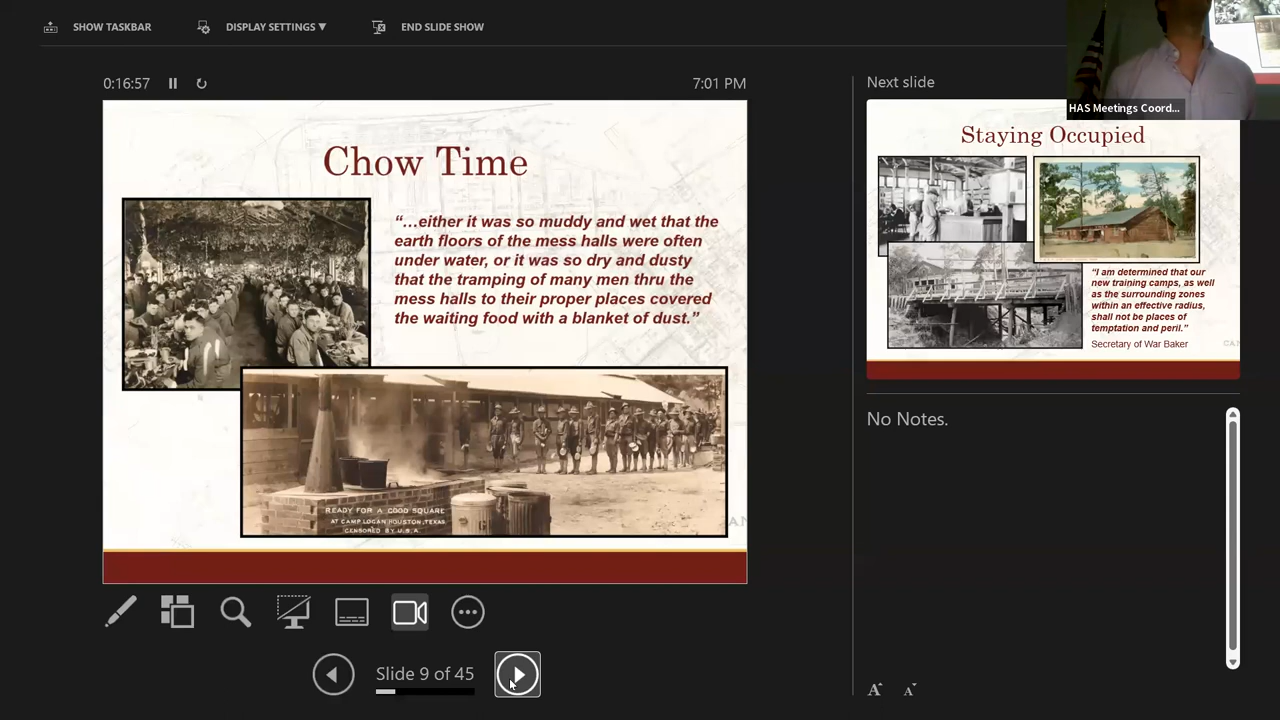 SHOW TASKBAR
DISPLAY SETTINGS ▼
END SLIDE SHOW
0:16:57
7:01 PM
Chow Time
“...either it was so muddy and wet that the
earth floors of the mess halls were often
under water, or it was so dry and dusty
that the tramping of many men thru the
mess halls to their proper places covered
the waiting food with a blanket of dust.”
READY FOR A GOOD SQUARE
AT CAMP LOGAN HOUSTON, TEXAS
CENSORED BY U.S.A.
Slide 9 of 45
Next slide
HAS Meetings Coord...
Staying Occupied
“I am determined that our
new training camps, as well
as the surrounding zones
within an effective radius,
shall not be places of
temptation and peril.”
Secretary of War Baker
No Notes.
A A